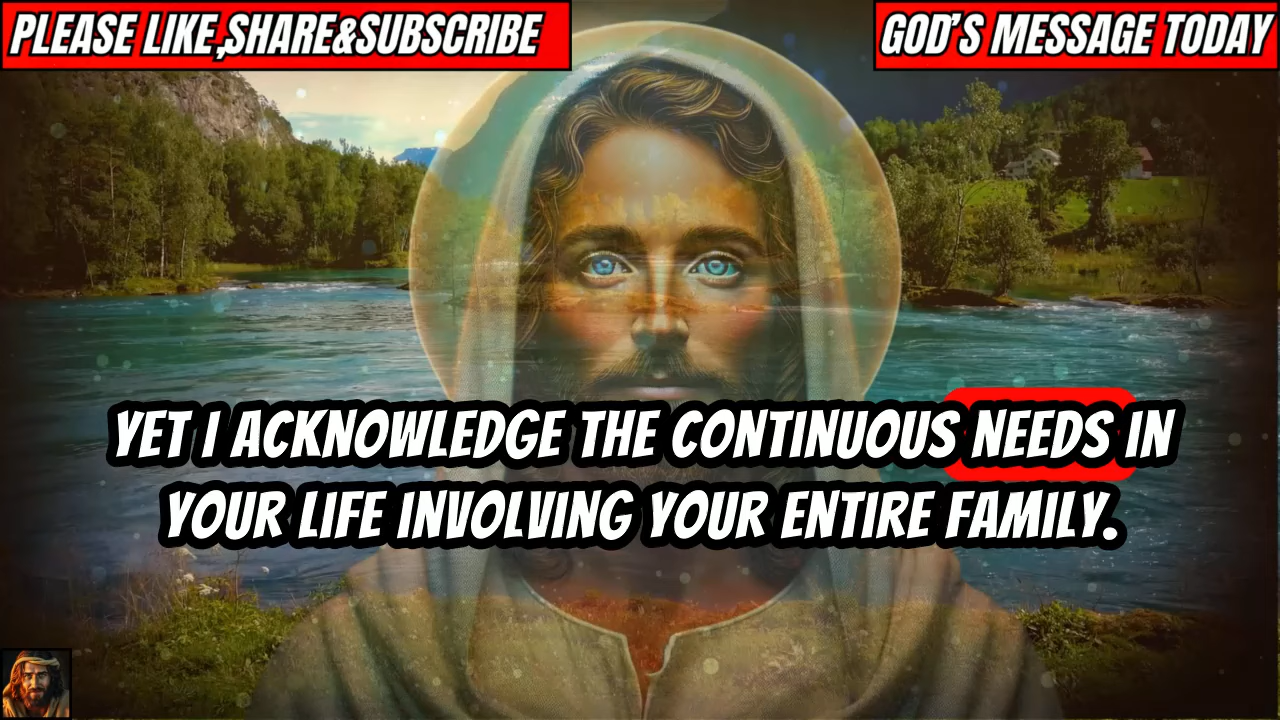 PLEASE LIKE,SHARE&SUBSCRIBE
GOD'S MESSAGE TODAY
YET I ACKNOWLEDGE THE CONTINUOUS NEEDS IN
YOUR LIFE INVOLVING YOUR ENTIRE FAMILY.